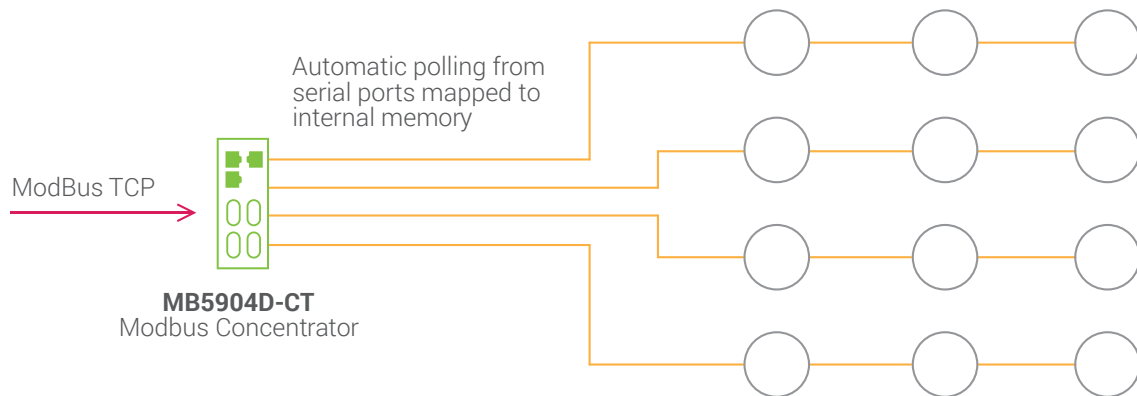 Automatic polling from
serial ports mapped to
internal memory
ModBus TCP
MB5904D-CT
Modbus Concentrator